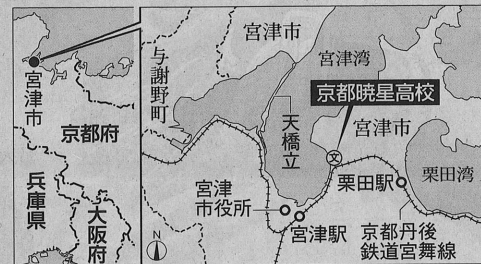 宮津市
京都府
兵庫県
大阪府
宮津市
宮津湾
与謝野町
京都暁星高校
天橋立
宮津市
文
栗田駅
栗田湾
宮津
市役所
宮津駅
京都丹後
鉄道宮舞線
N